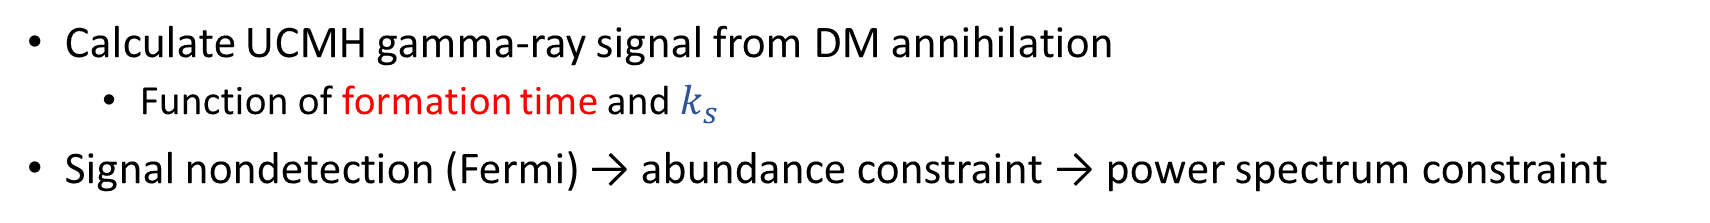 • Calculate UCMH gamma-ray signal from DM annihilation
• Function of formation time and kₛ
• Signal nondetection (Fermi) → abundance constraint → power spectrum constraint